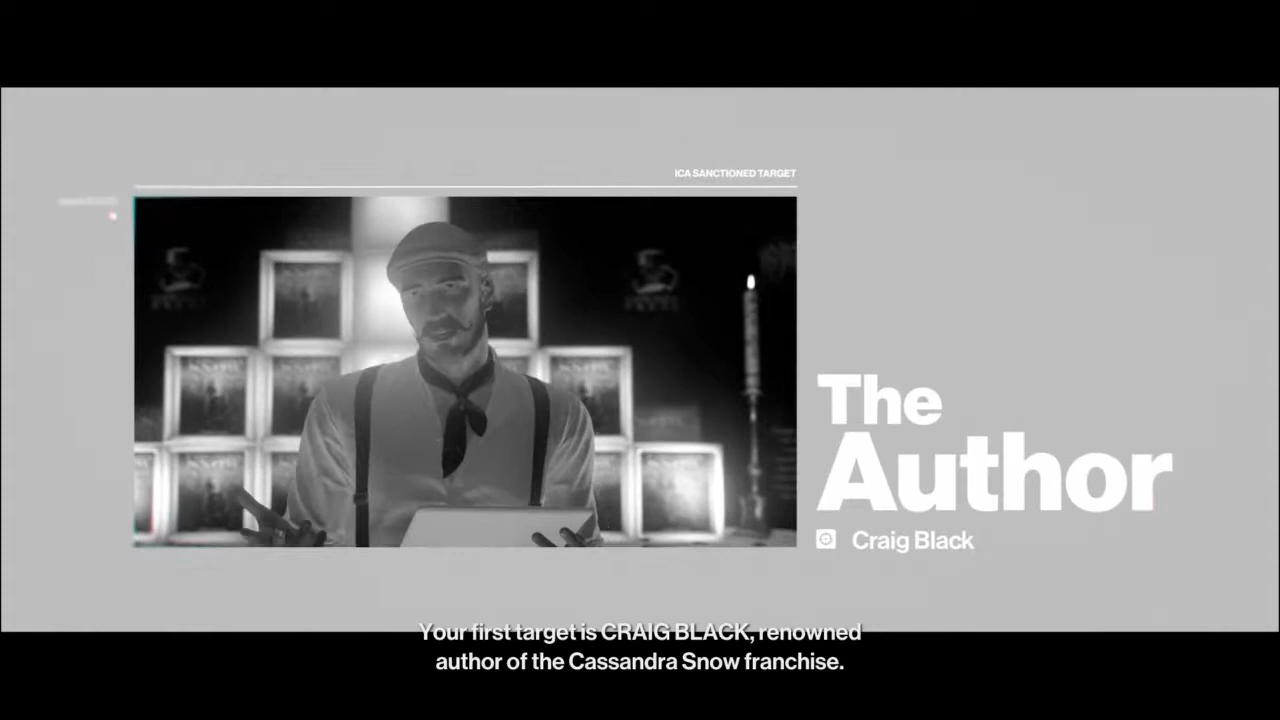 ICA SANCTIONED TARGET
The
Author
Craig Black
Your first target is CRAIG BLACK, renowned
author of the Cassandra Snow franchise.